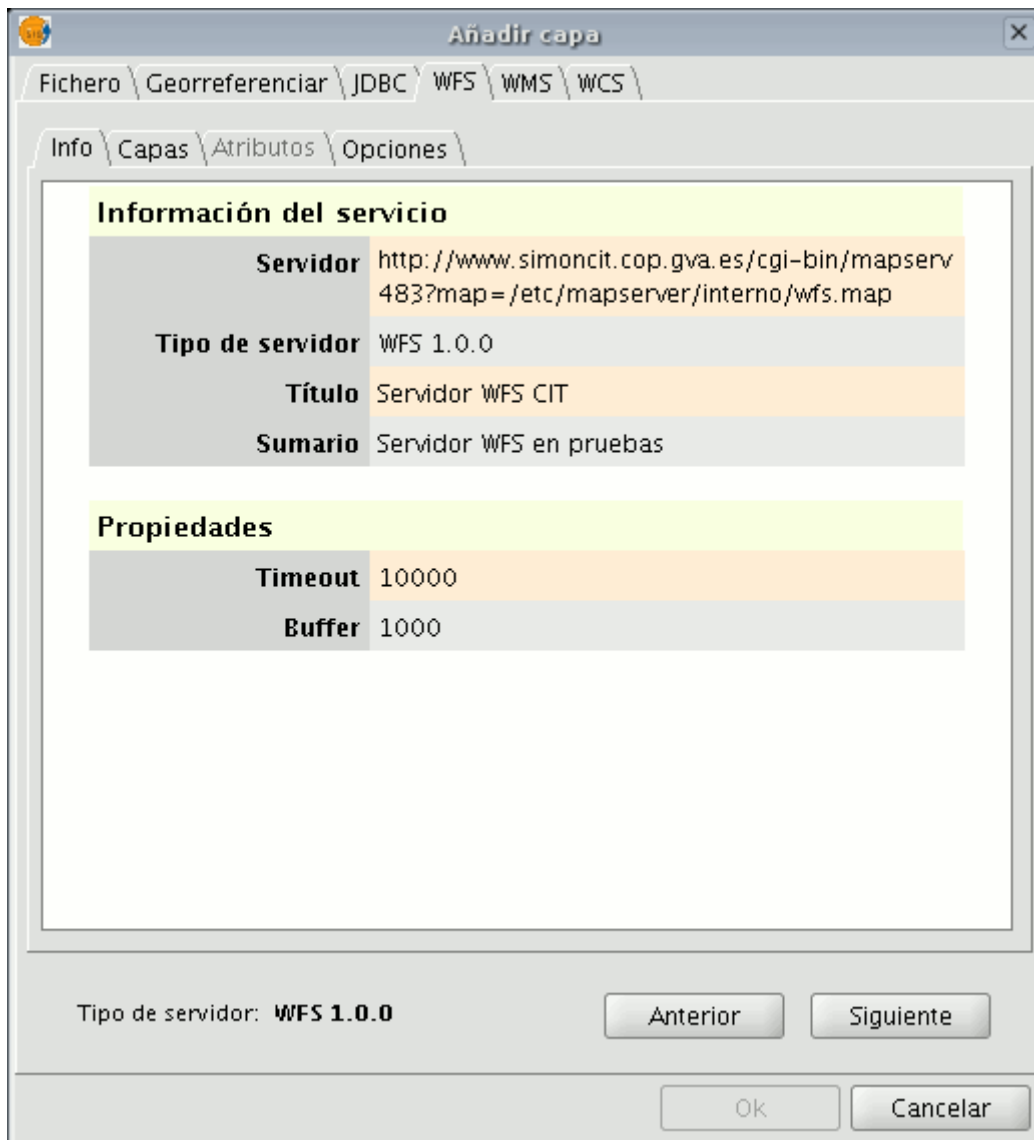 Añadir capa
Fichero Georreferenciar JDBC WFS WMS WCS
Info Capas Atributos Opciones
Información del servicio
Servidor http://www.simoncit.cop.gva.es/cgi-bin/mapserv
483?map=/etc/mapserver/interno/wfs.map
Tipo de servidor WFS 1.0.0
Título Servidor WFS CIT
Sumario Servidor WFS en pruebas
Propiedades
Timeout 10000
Buffer 1000
Tipo de servidor: WFS 1.0.0 Anterior Siguiente
Ok Cancelar